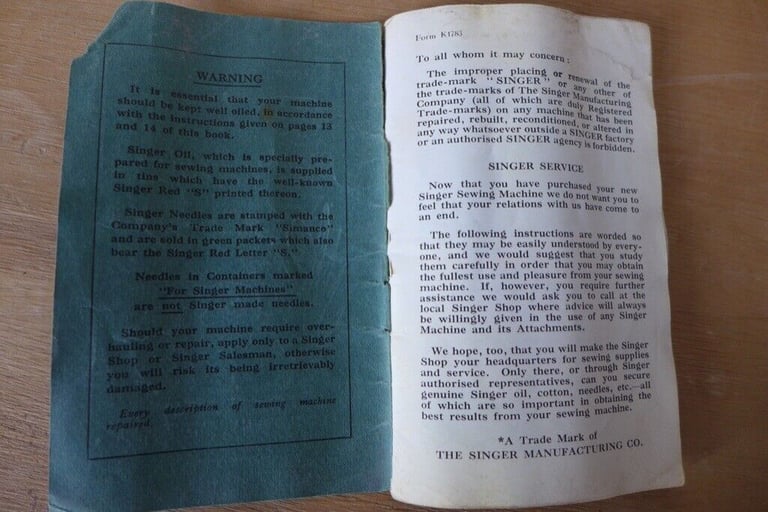 WARNING
It is essential that your machine
should be kept well oiled, in accordance
with the instructions given on pages 13
and 14 of this book.
Singer Oil, which is specially pre-
pared for sewing machines, is supplied
in tins which have the well-known
Singer Red "S" printed thereon.
Singer Needles are stamped with the
Company's Trade Mark "Simanco"
and are sold in green packets which also
bear the Singer Red Letter "S."
Needles in Containers marked
"For Singer Machines"
are not Singer made needles.
Should your machine require over-
hauling or repair, apply only to a Singer
Shop or Singer Salesman, otherwise
you will risk its being irretrievably
damaged.
Every description of sewing machine
repaired.
Form K1783
To all whom it may concern:
The improper placing or renewal of the
trade-mark "SINGER" or any other of
the trade-marks of The Singer Manufacturing
Company (all of which are duly Registered
Trade-marks) on any machine that has been
repaired, rebuilt, reconditioned, or altered in
any way whatsoever outside a SINGER factory
or an authorised SINGER agency is forbidden.
SINGER SERVICE
Now that you have purchased your new
Singer Sewing Machine we do not want you to
feel that your relations with us have come to
an end.
The following instructions are worded so
that they may be easily understood by every-
one, and we would suggest that you study
them carefully in order that you may obtain
the fullest use and pleasure from your sewing
machine. If, however, you require further
assistance we would ask you to call at the
local Singer Shop where advice will always
be willingly given in the use of any Singer
Machine and its Attachments.
We hope, too, that you will make the Singer
Shop your headquarters for sewing supplies
and service. Only there, or through Singer
authorised representatives, can you secure
genuine Singer oil, cotton, needles, etc.—all
of which are so important in obtaining the
best results from your sewing machine.
*A Trade Mark of
THE SINGER MANUFACTURING CO.